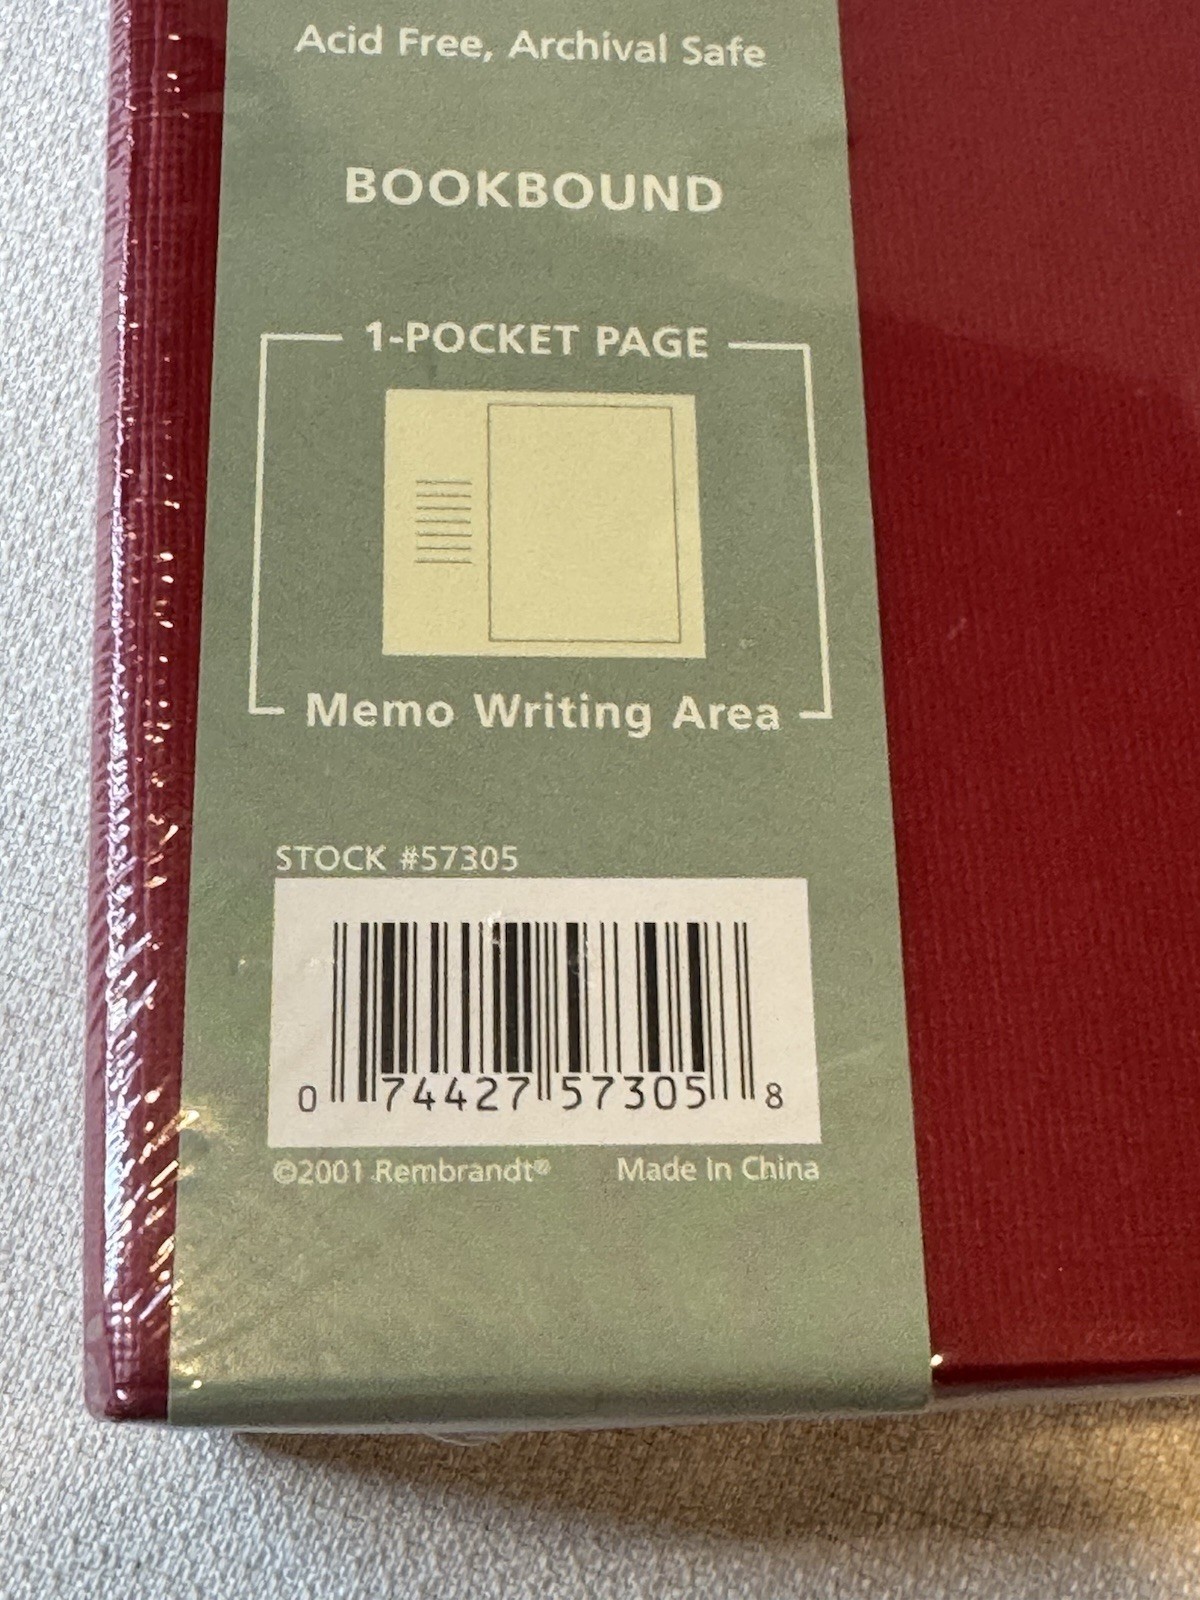 Acid Free, Archival Safe
BOOKBOUND
1-POCKET PAGE
Memo Writing Area
STOCK #57305
0 74427 57305 8
©2001 Rembrandt® Made In China